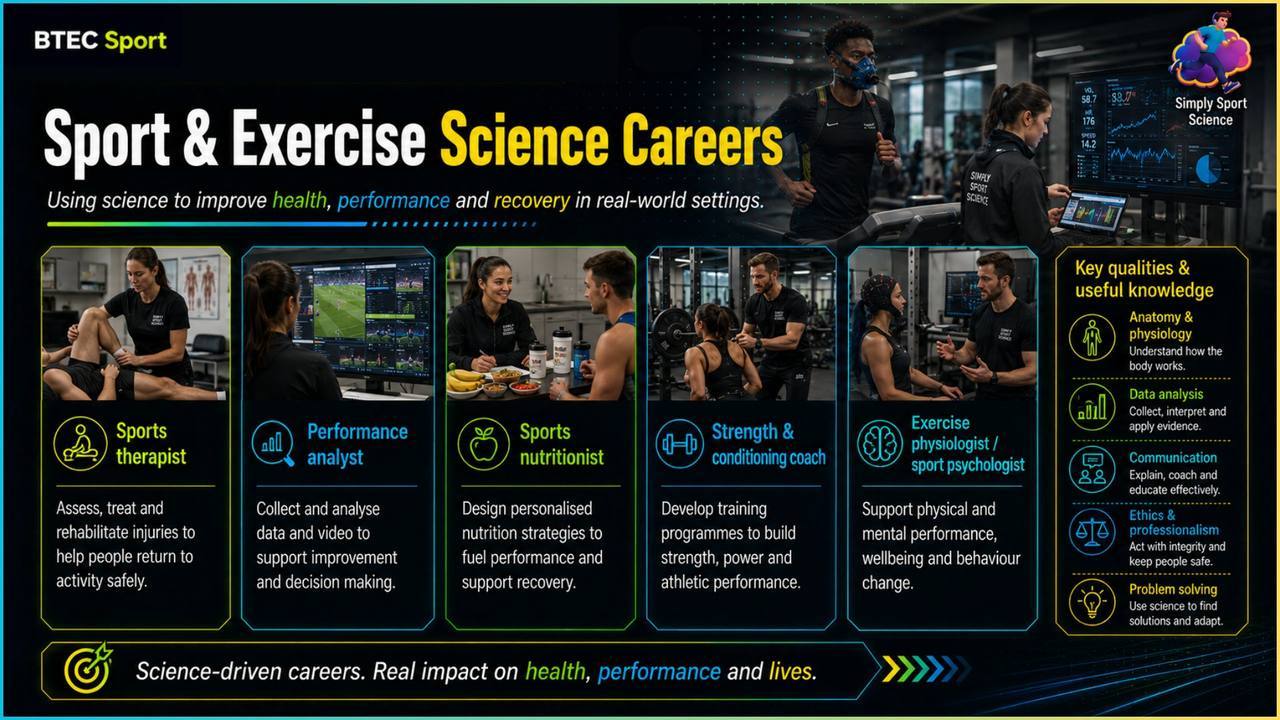 BTEC Sport
Simply Sport
Science
Sport & Exercise Science Careers
Using science to improve health, performance and recovery in real-world settings.
SIMPLY
SPORT
SCIENCE
58.7
HR
176
SPEED
14.2
Sports
therapist
Assess, treat and
rehabilitate injuries to
help people return to
activity safely.
Performance
analyst
Collect and analyse
data and video to
support improvement
and decision making.
Sports
nutritionist
Design personalised
nutrition strategies to
fuel performance and
support recovery.
Strength &
conditioning coach
Develop training
programmes to build
strength, power and
athletic performance.
Exercise
physiologist /
sport psychologist
Support physical and
mental performance,
wellbeing and behaviour
change.
Key qualities &
useful knowledge
Anatomy &
physiology
Understand how the
body works.
Data analysis
Collect, interpret and
apply evidence.
Communication
Explain, coach and
educate effectively.
Ethics &
professionalism
Act with integrity and
keep people safe.
Problem solving
Use science to find
solutions and adapt.
Science-driven careers. Real impact on health, performance and lives.